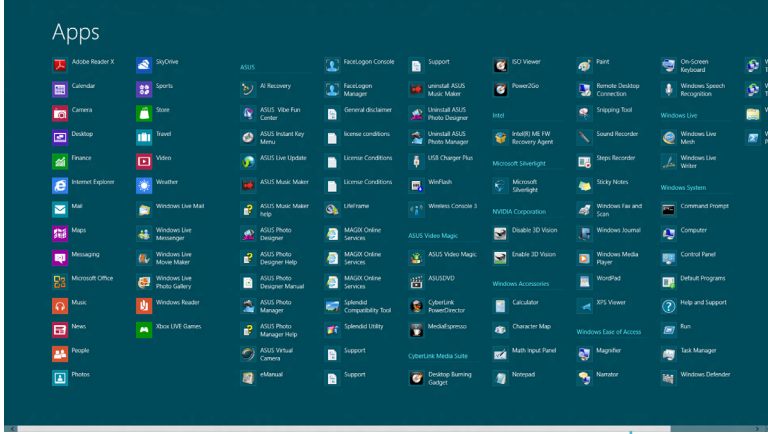 Apps
Adobe Reader X
Calendar
Camera
Desktop
Finance
Internet Explorer
Mail
Maps
Messaging
Microsoft Office
Music
News
People
Photos
SkyDrive
Sports
Store
Travel
Video
Weather
Windows Live Mail
Windows Live
Messenger
Windows Live
Movie Maker
Windows Live
Photo Gallery
Windows Reader
Xbox LIVE Games
ASUS
AI Recovery
ASUS Vibe Fun
Center
ASUS Instant Key
Menu
ASUS Live Update
ASUS Music Maker
ASUS Music Maker
help
ASUS Photo
Designer
ASUS Photo
Designer Help
ASUS Photo
Designer Manual
ASUS Photo
Manager
ASUS Photo
Manager Help
ASUS Virtual
Camera
eManual
FaceLogon Console
FaceLogon
Manager
General disclaimer
license conditions
License Conditions
License Conditions
LifeFrame
MAGIX Online
Services
MAGIX Online
Services
MAGIX Online
Services
Splendid
Compatibility Tool
Splendid Utility
Support
Support
Support
uninstall ASUS
Music Maker
Uninstall ASUS
Photo Designer
Uninstall ASUS
Photo Manager
USB Charger Plus
WinFlash
Wireless Console 3
ASUS Video Magic
ASUS Video Magic
ASUSDVD
CyberLink
PowerDirector
MediaEspresso
CyberLink Media Suite
Desktop Burning
Gadget
ISO Viewer
Power2Go
Intel
Intel(R) ME FW
Recovery Agent
Microsoft Silverlight
Microsoft
Silverlight
NVIDIA Corporation
Disable 3D Vision
Enable 3D Vision
Windows Accessories
Calculator
Character Map
Math Input Panel
Notepad
Paint
Remote Desktop
Connection
Snipping Tool
Sound Recorder
Steps Recorder
Sticky Notes
Windows Fax and
Scan
Windows Journal
Windows Media
Player
WordPad
XPS Viewer
Windows Ease of Access
Magnifier
Narrator
On-Screen
Keyboard
Windows Speech
Recognition
Windows Live
Windows Live
Mesh
Windows Live
Writer
Windows System
Command Prompt
Computer
Control Panel
Default Programs
Help and Support
Run
Task Manager
Windows Defender